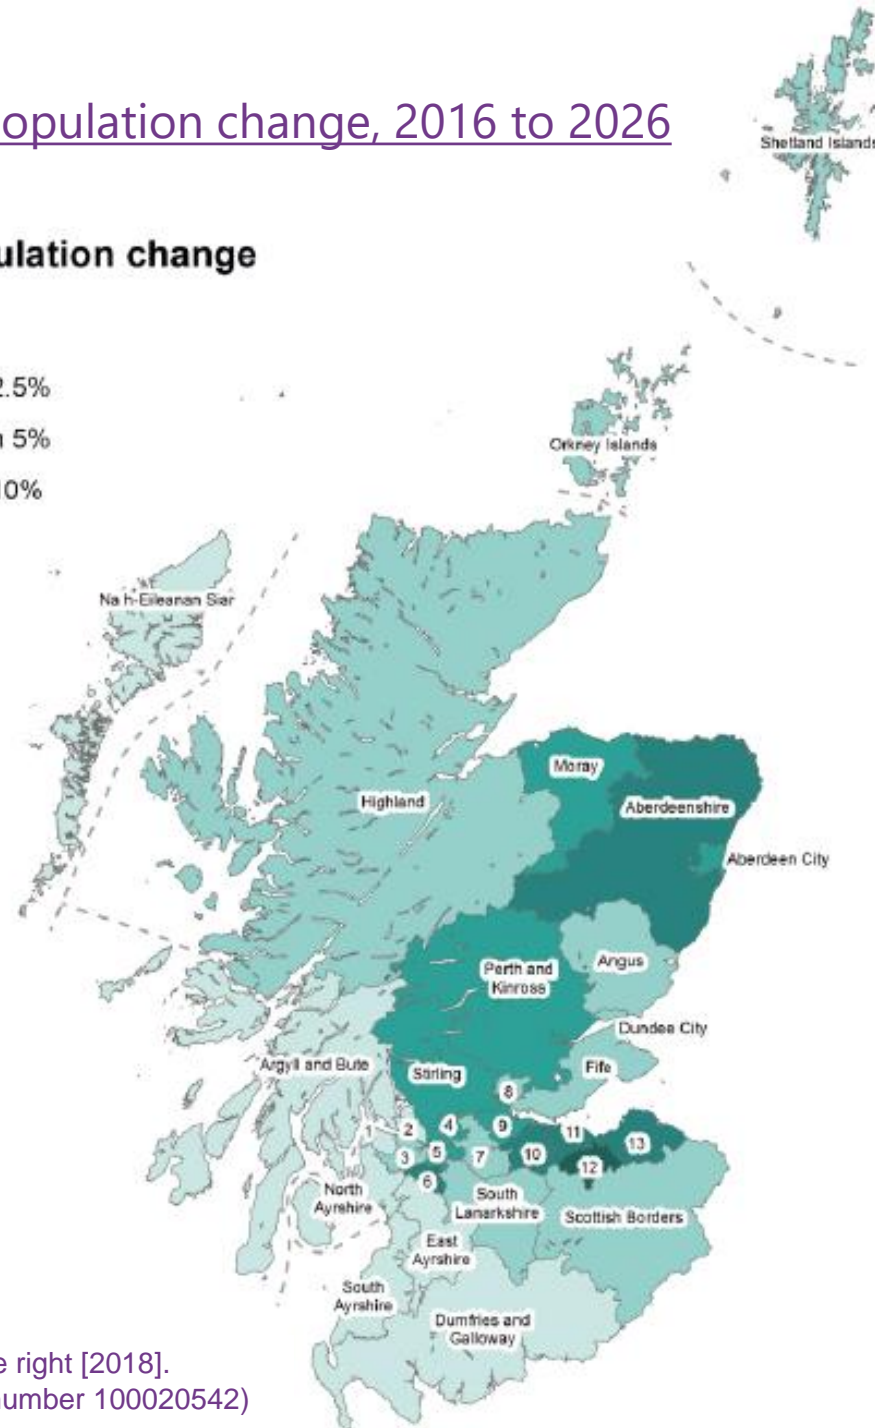 opulation change, 2016 to 2026
Shetland Islands
ulation change
2.5%
5%
10%
Orkney Islands
Na h-Eileanan Siar
Moray
Highland
Aberdeenshire
Aberdeen City
Angus
Perth and
Kinross
Dundee City
Argyll and Bute
Stirling
Fife
8
1
2
4
9
11
13
3
5
7
10
12
6
North
Ayrshire
South
Lanarkshire
Scottish Borders
East
Ayrshire
South
Ayrshire
Dumfries and
Galloway
e right [2018].
umber 100020542)